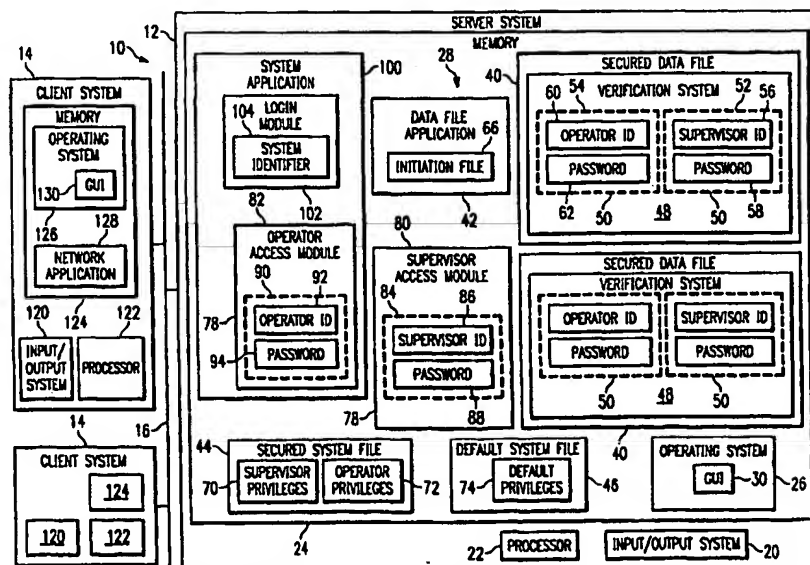 12
SERVER SYSTEM
10
MEMORY
14
CLIENT SYSTEM
MEMORY
OPERATING SYSTEM
130
GUI
126
128
NETWORK APPLICATION
120
124
122
INPUT/OUTPUT SYSTEM
PROCESSOR
14
16
CLIENT SYSTEM
124
120
122
SYSTEM APPLICATION
100
104
LOGIN MODULE
SYSTEM IDENTIFIER
82
102
OPERATOR ACCESS MODULE
90
92
78
OPERATOR ID
94
PASSWORD
28
DATA FILE APPLICATION
66
INITIATION FILE
42
80
SUPERVISOR ACCESS MODULE
84
86
SUPERVISOR ID
PASSWORD
78
88
40
SECURED DATA FILE
VERIFICATION SYSTEM
60
54
52
56
OPERATOR ID
SUPERVISOR ID
PASSWORD
PASSWORD
62
50
48
50
58
SECURED DATA FILE
VERIFICATION SYSTEM
OPERATOR ID
SUPERVISOR ID
PASSWORD
PASSWORD
50
48
50
40
44
SECURED SYSTEM FILE
70
SUPERVISOR PRIVILEGES
OPERATOR PRIVILEGES
72
DEFAULT SYSTEM FILE
74
DEFAULT PRIVILEGES
46
OPERATING SYSTEM
GUI
30
26
24
22
PROCESSOR
INPUT/OUTPUT SYSTEM
20